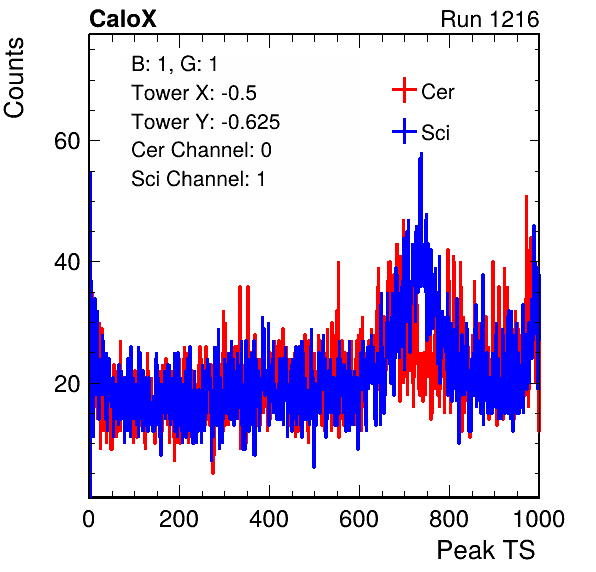 CaloX Run 1216
Counts
B: 1, G: 1
Tower X: -0.5
Tower Y: -0.625
Cer Channel: 0
Sci Channel: 1
Cer
Sci
60
40
20
0 200 400 600 800 1000
Peak TS